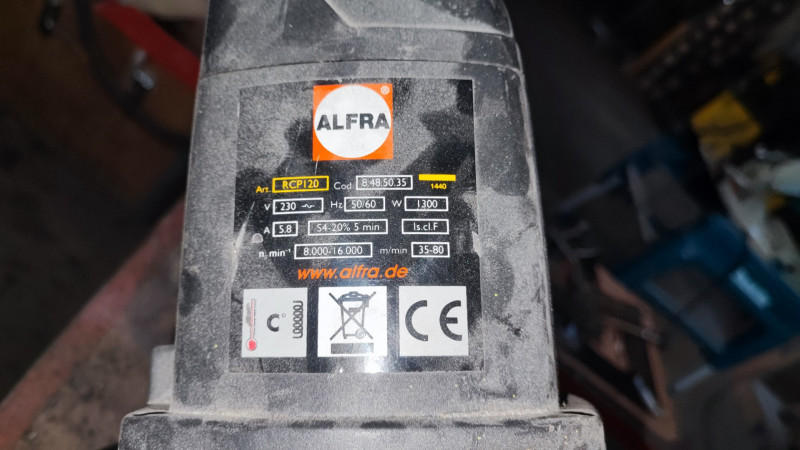 ®
ALFRA
Art. RCP120 Cod 8.48.50.35 1440
V 230 Hz 50/60 W 1300
A 5.8 S4-20% 5 min Is.cl.F
n. min⁻¹ 8.000-16.000 m/min 35-80
www.alfra.de
C°
CE